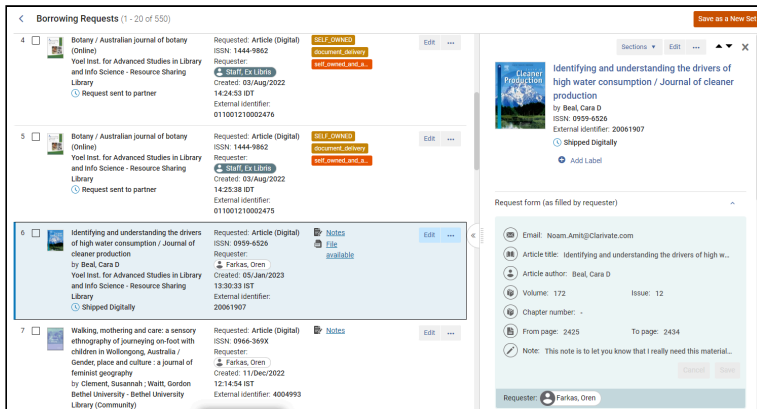 Borrowing Requests (1 - 20 of 550)
Save as a New Set
4
Botany / Australian journal of botany
(Online)
Yoel Inst. for Advanced Studies in Library
and Info Science - Resource Sharing
Library
Request sent to partner
Requested: Article (Digital)
ISSN: 1444-9862
Requester:
Staff, Ex Libris
Created: 03/Aug/2022
14:24:53 IDT
External identifier:
011001210002476
SELF_OWNED
document_delivery
self_owned_and_a...
Edit
5
Botany / Australian journal of botany
(Online)
Yoel Inst. for Advanced Studies in Library
and Info Science - Resource Sharing
Library
Request sent to partner
Requested: Article (Digital)
ISSN: 1444-9862
Requester:
Staff, Ex Libris
Created: 03/Aug/2022
14:25:38 IDT
External identifier:
011001210002475
SELF_OWNED
document_delivery
self_owned_and_a...
Edit
6
Identifying and understanding the drivers
of high water consumption / Journal of
cleaner production
by Beal, Cara D
Yoel Inst. for Advanced Studies in Library
and Info Science - Resource Sharing
Library
Shipped Digitally
Requested: Article (Digital)
ISSN: 0959-6526
Requester:
Farkas, Oren
Created: 05/Jan/2023
13:30:33 IST
External identifier:
20061907
Notes
File
available
Edit
7
Walking, mothering and care: a sensory
ethnography of journeying on-foot with
children in Wollongong, Australia /
Gender, place and culture : a journal of
feminist geography
by Clement, Susannah ; Waitt, Gordon
Bethel University - Bethel University
Library (Community)
Requested: Article (Digital)
ISSN: 0966-369X
Requester:
Farkas, Oren
Created: 11/Dec/2022
12:14:54 IST
External identifier: 4004993
Notes
Edit
Sections
Edit
Cleaner
Production
Identifying and understanding the drivers of
high water consumption / Journal of cleaner
production
by Beal, Cara D
ISSN: 0959-6526
External identifier: 20061907
Shipped Digitally
Add Label
Request form (as filled by requester)
Email: Noam.Amit@Clarivate.com
Article title: Identifying and understanding the drivers of high w...
Article author: Beal, Cara D
Volume: 172 Issue: 12
Chapter number: -
From page: 2425 To page: 2434
Note: This note is to let you know that I really need this material...
Cancel Save
Requester: Farkas, Oren